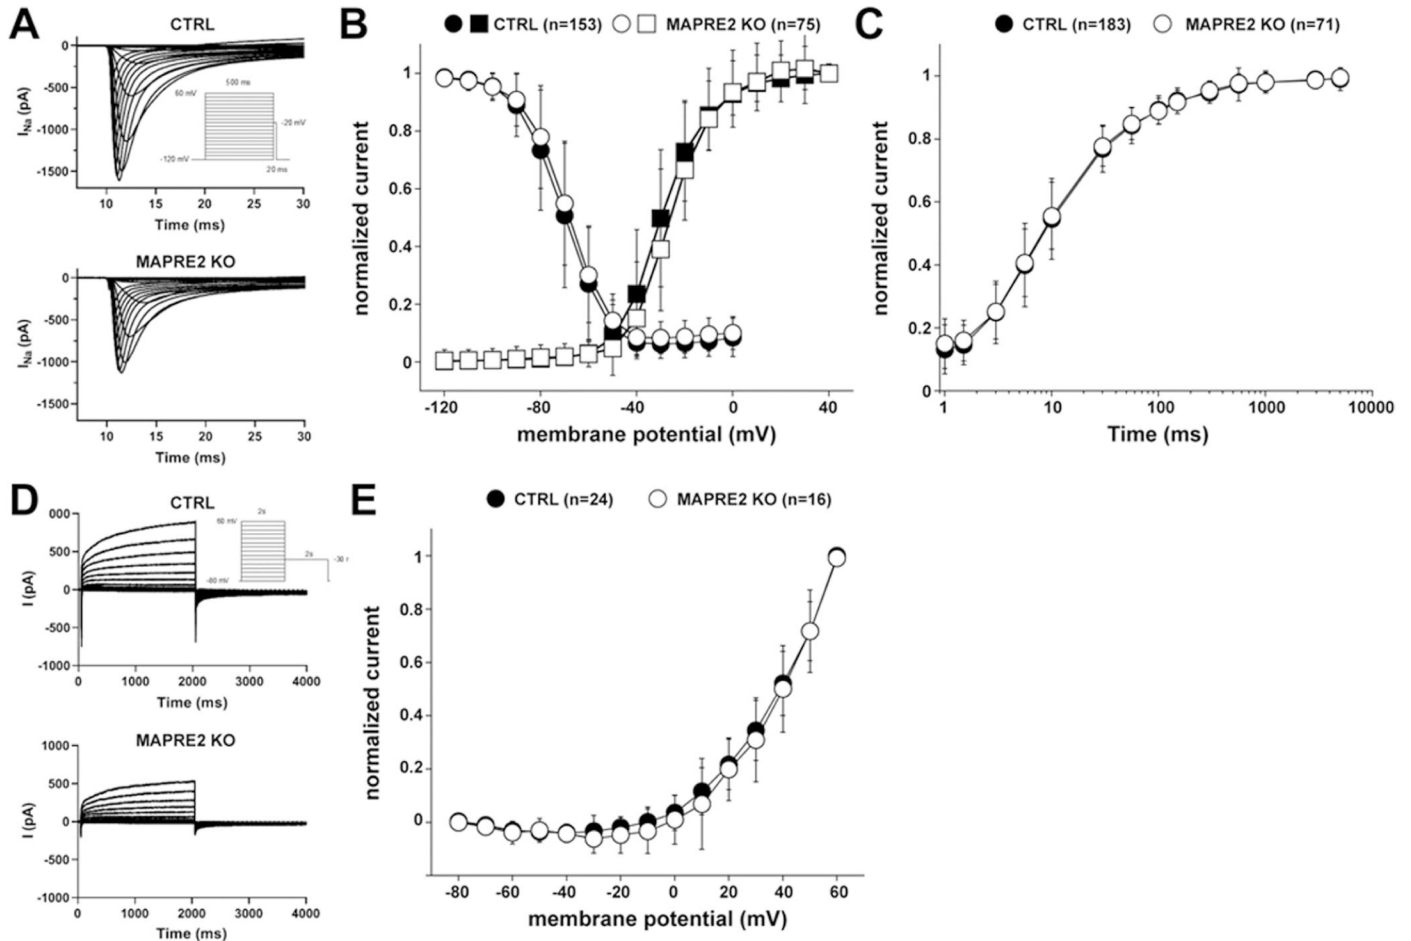 A
CTRL
0
-500
-1000
-1500
I_Na (pA)
500 ms
60 mV
-20 mV
-120 mV
20 ms
10 15 20 25 30
Time (ms)
MAPRE2 KO
0
-500
-1000
-1500
I_Na (pA)
10 15 20 25 30
Time (ms)
B
CTRL (n=153) MAPRE2 KO (n=75)
1
0.8
0.6
0.4
0.2
0
normalized current
-120 -80 -40 0 40
membrane potential (mV)
C
CTRL (n=183) MAPRE2 KO (n=71)
1
0.8
0.6
0.4
0.2
0
normalized current
1 10 100 1000 10000
Time (ms)
D
CTRL
000
500
0
-500
-1000
I (pA)
2s
60 mV
2s
-30 r
-80 mV
0 1000 2000 3000 4000
Time (ms)
MAPRE2 KO
1000
500
0
-500
-1000
I (pA)
0 1000 2000 3000 4000
Time (ms)
E
CTRL (n=24) MAPRE2 KO (n=16)
1
0.8
0.6
0.4
0.2
0
normalized current
-80 -60 -40 -20 0 20 40 60
membrane potential (mV)